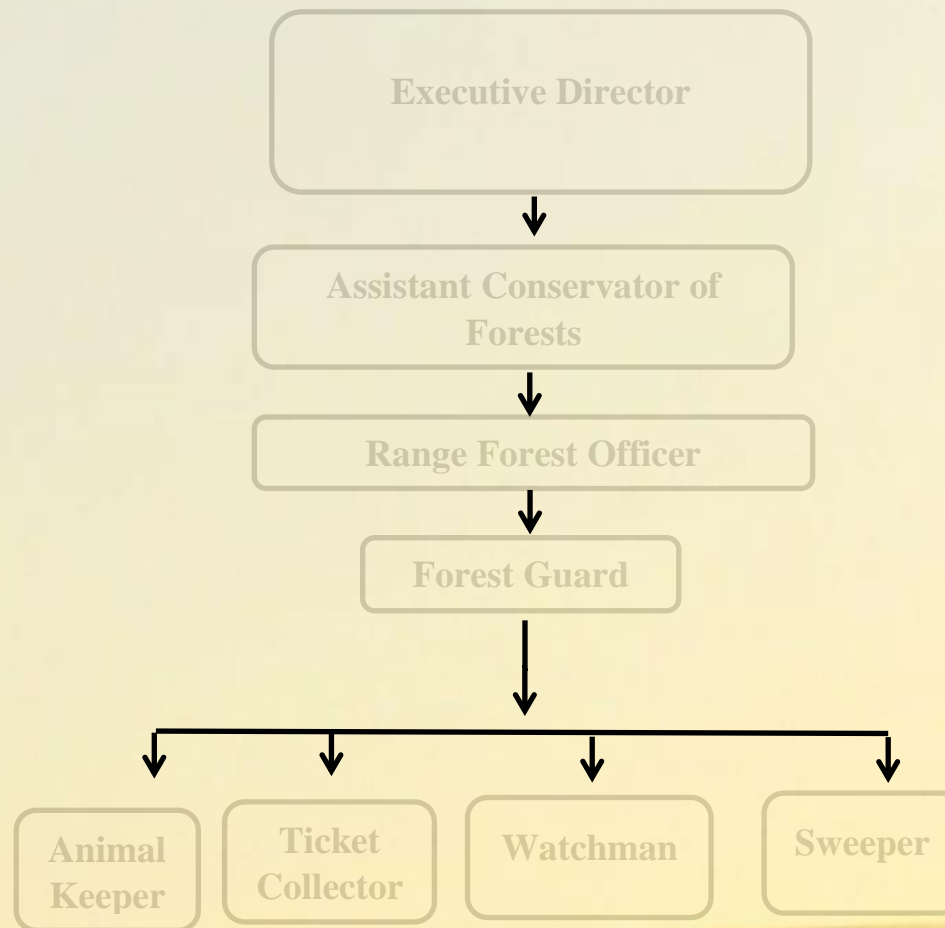 Executive Director
Assistant Conservator of
Forests
Range Forest Officer
Forest Guard
Animal
Keeper
Ticket
Collector
Watchman
Sweeper